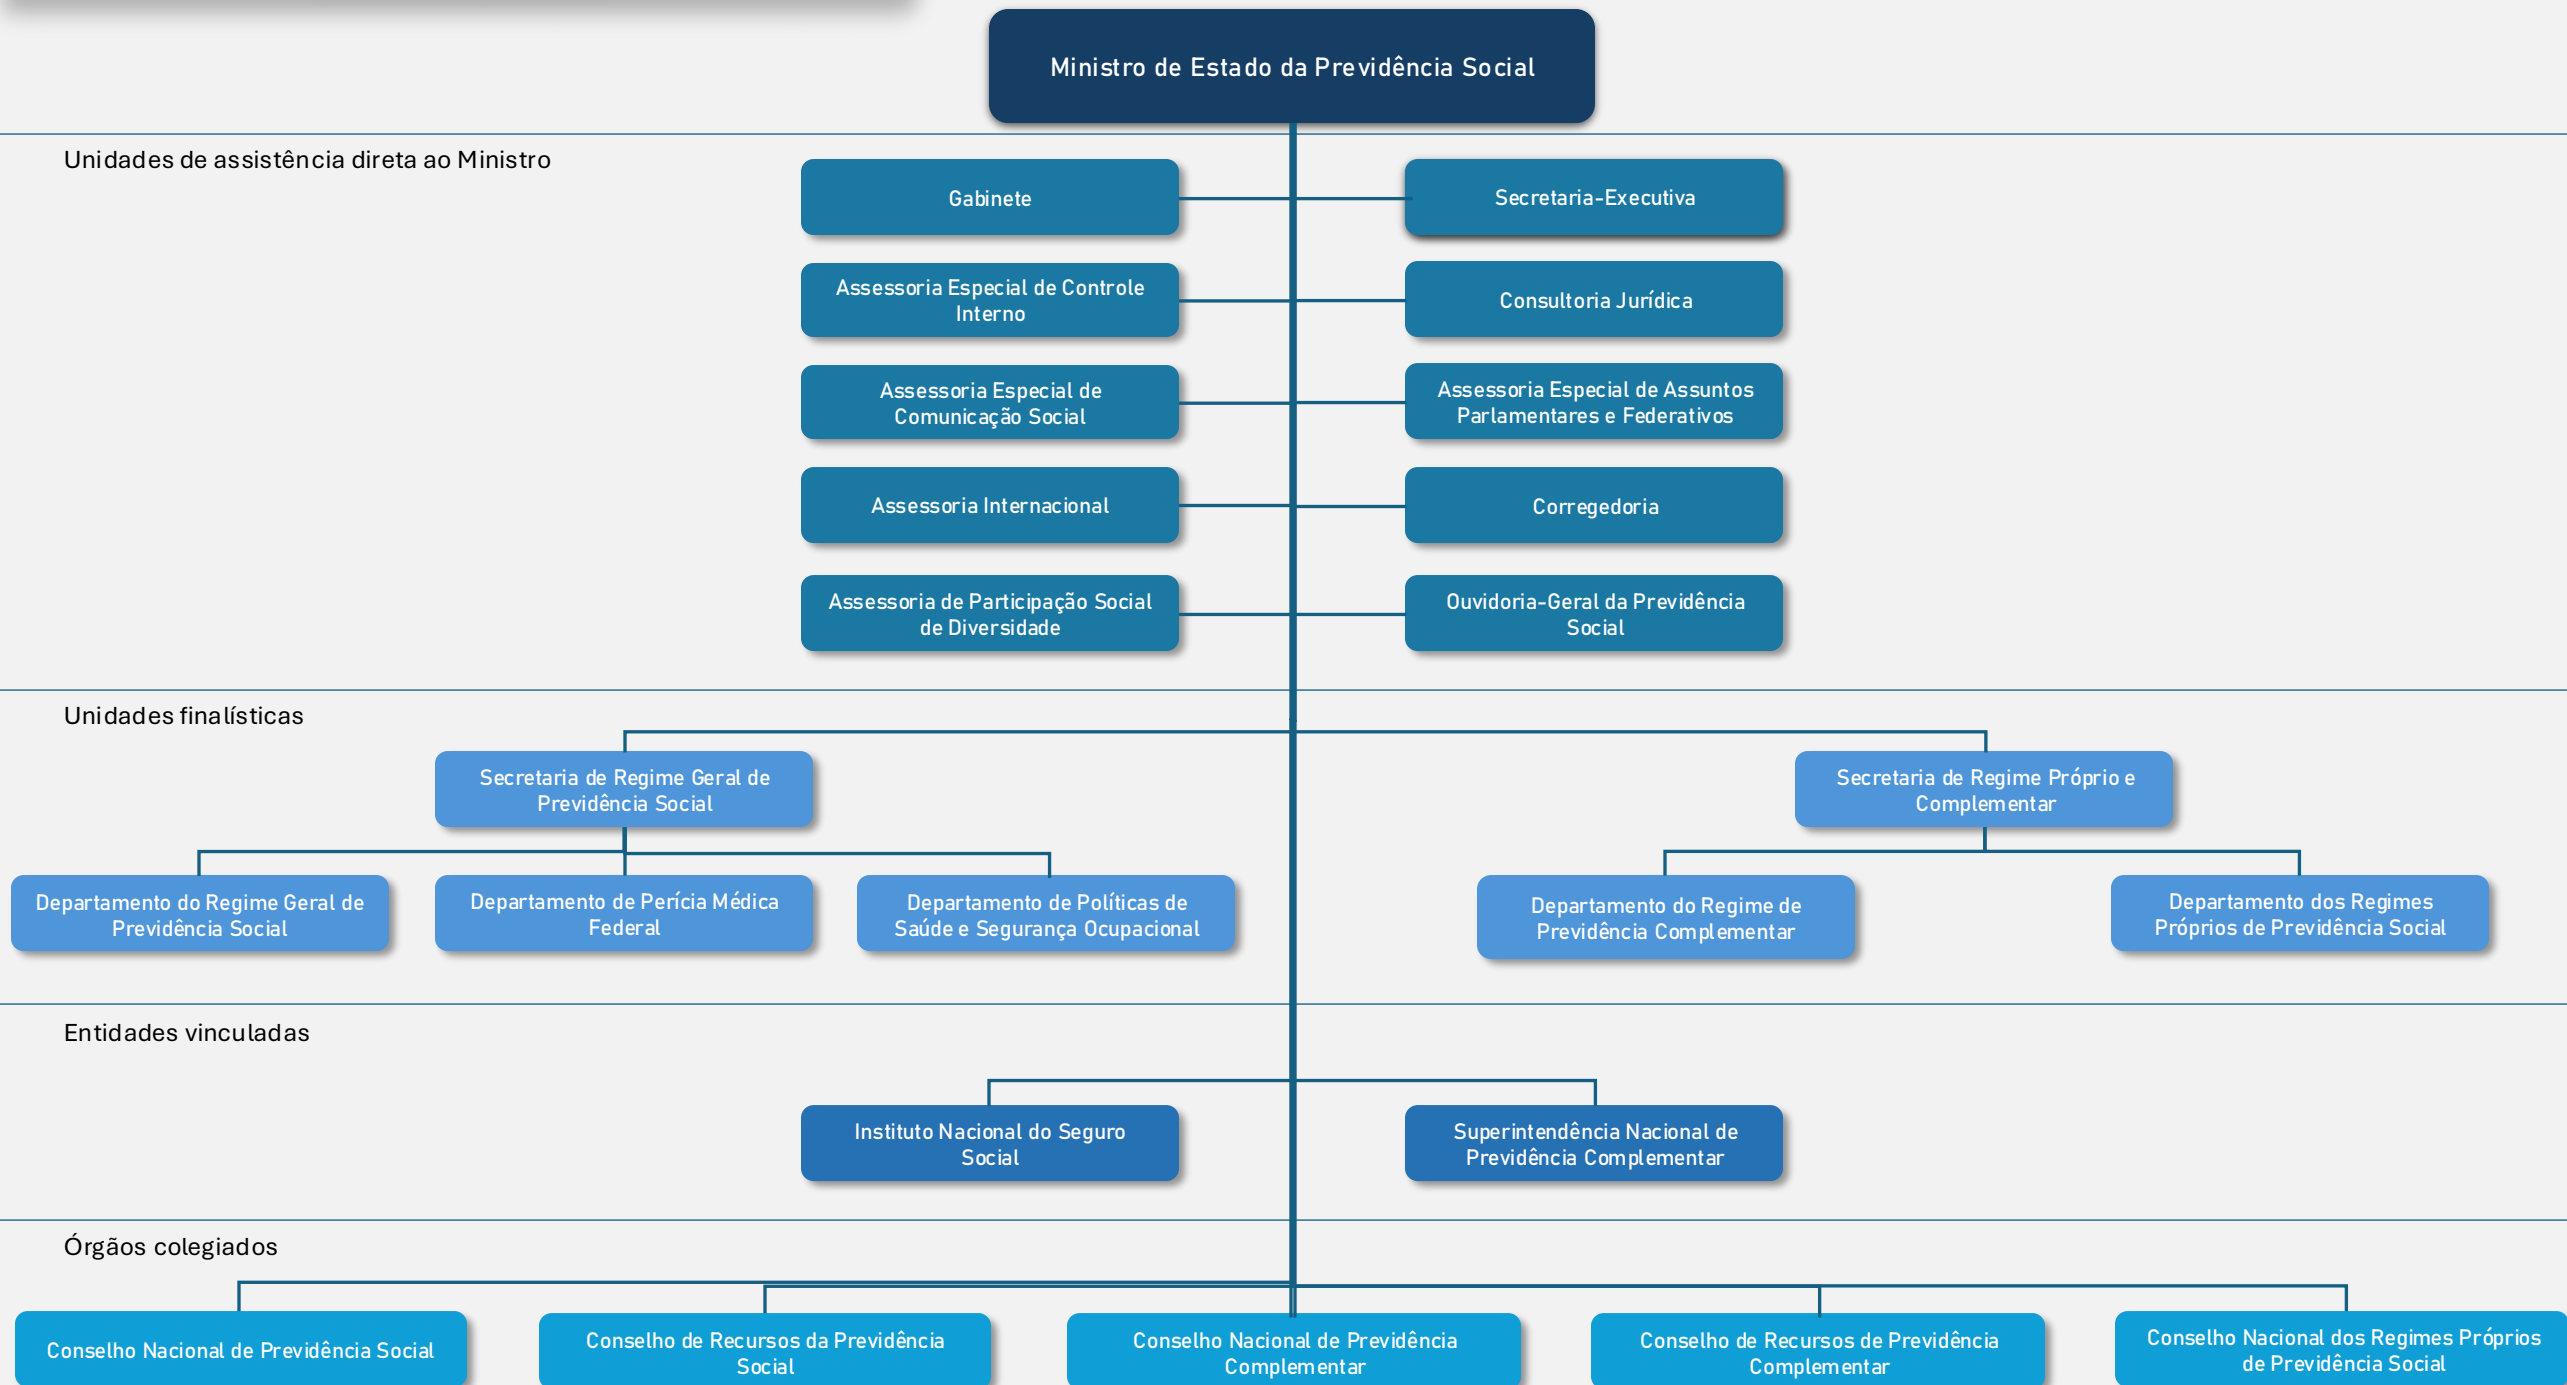 Ministro de Estado da Previdência Social
Unidades de assistência direta ao Ministro
Gabinete
Secretaria-Executiva
Assessoria Especial de Controle
Interno
Consultoria Jurídica
Assessoria Especial de
Comunicação Social
Assessoria Especial de Assuntos
Parlamentares e Federativos
Assessoria Internacional
Corregedoria
Assessoria de Participação Social
de Diversidade
Ouvidoria-Geral da Previdência
Social
Unidades finalísticas
Secretaria de Regime Geral de
Previdência Social
Secretaria de Regime Próprio e
Complementar
Departamento do Regime Geral de
Previdência Social
Departamento de Perícia Médica
Federal
Departamento de Políticas de
Saúde e Segurança Ocupacional
Departamento do Regime de
Previdência Complementar
Departamento dos Regimes
Próprios de Previdência Social
Entidades vinculadas
Instituto Nacional do Seguro
Social
Superintendência Nacional de
Previdência Complementar
Órgãos colegiados
Conselho Nacional de Previdência Social
Conselho de Recursos da Previdência
Social
Conselho Nacional de Previdência
Complementar
Conselho de Recursos de Previdência
Complementar
Conselho Nacional dos Regimes Próprios
de Previdência Social